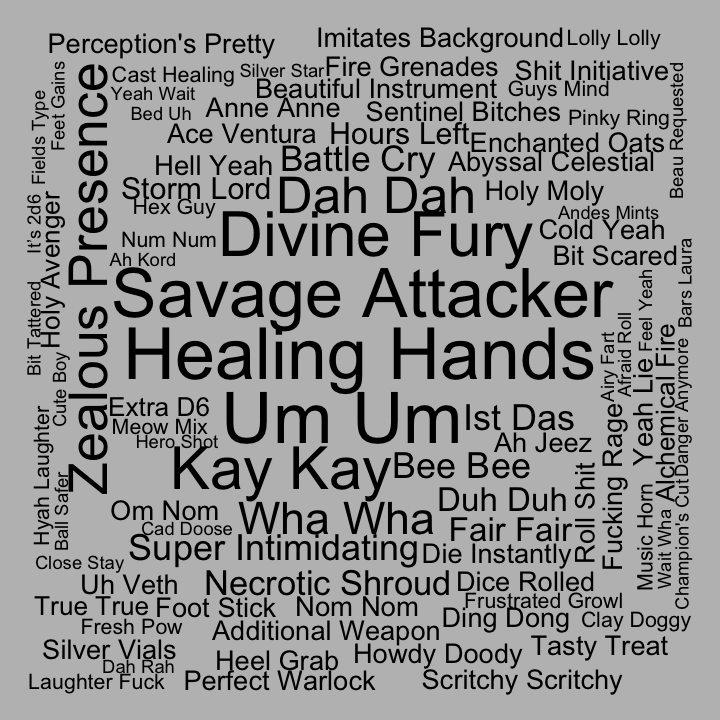 Perception's Pretty
Imitates Background
Lolly Lolly
Cast Healing
Silver Star
Fire Grenades
Shit Initiative
Yeah Wait
Beautiful Instrument
Guys Mind
Bed Uh
Anne Anne
Sentinel Bitches
Pinky Ring
Ace Ventura
Hours Left
Enchanted Oats
Hell Yeah
Battle Cry
Abyssal Celestial
Storm Lord
Dah Dah
Holy Moly
Hex Guy
Andes Mints
Num Num
Divine Fury
Cold Yeah
Ah Kord
Bit Scared
Savage Attacker
Healing Hands
Extra D6
Um Um
Ist Das
Meow Mix
Hero Shot
Ah Jeez
Kay Kay
Bee Bee
Om Nom
Duh Duh
Cad Doose
Wha Wha
Fair Fair
Super Intimidating
Die Instantly
Close Stay
Uh Veth
Necrotic Shroud
Dice Rolled
True True
Foot Stick
Nom Nom
Frustrated Growl
Fresh Pow
Additional Weapon
Ding Dong
Clay Doggy
Silver Vials
Dah Rah
Heel Grab
Howdy Doody
Tasty Treat
Laughter Fuck
Perfect Warlock
Scritchy Scritchy
Fields Type
Feet Gains
Zealous Presence
It's 2d6
Holy Avenger
Bit Tattered
Cute Boy
Hyah Laughter
Ball Safer
Beau Requested
Bars Laura
Feel Yeah
Afraid Roll
Airy Fart
Yeah Lie
Alchemical Fire
Danger Anymore
Fucking Rage
Roll Shit
Music Horn
Wait Wha
Champion's Cut